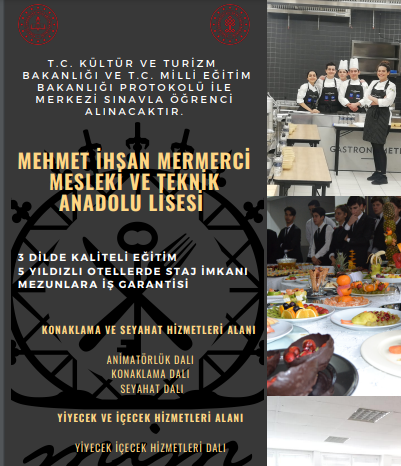 T.C. KÜLTÜR VE TURİZM
BAKANLIĞI VE T.C. MİLLİ EĞİTİM
BAKANLIĞI PROTOKOLÜ İLE
MERKEZİ SINAVLA ÖĞRENCİ
ALINACAKTIR.
MEHMET İHSAN MERMERCİ
MESLEKİ VE TEKNİK
ANADOLU LİSESİ
3 DİLDE KALİTELİ EĞİTİM
5 YILDIZLI OTELLERDE STAJ İMKANI
MEZUNLARA İŞ GARANTİSİ
KONAKLAMA VE SEYAHAT HİZMETLERİ ALANI
ANİMATÖRLÜK DALI
KONAKLAMA DALI
SEYAHAT DALI
YİYECEK VE İÇECEK HİZMETLERİ ALANI
YİYECEK İÇECEK HİZMETLERİ DALI